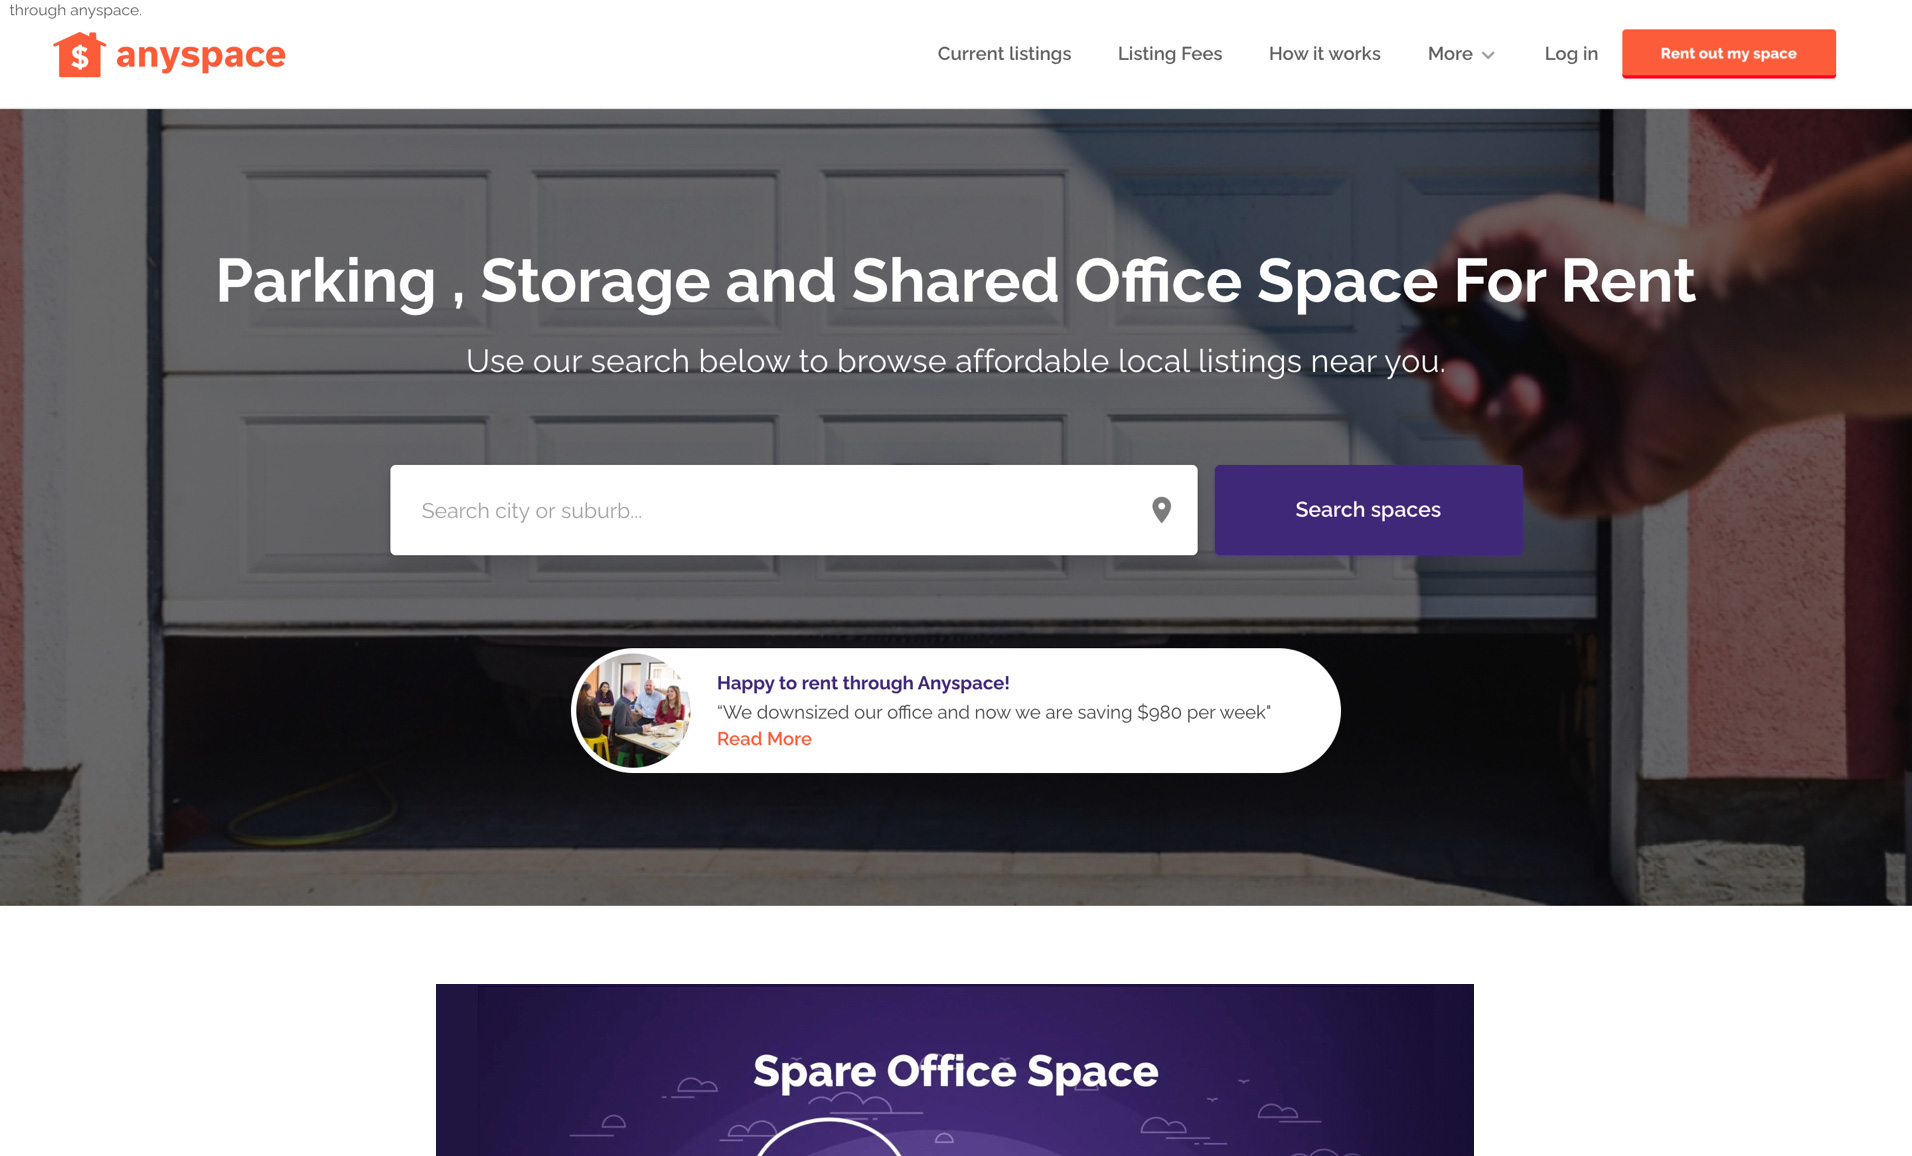 through anyspace.
$ anyspace
Current listings
Listing Fees
How it works
More
Log in
Rent out my space
Parking , Storage and Shared Office Space For Rent
Use our search below to browse affordable local listings near you.
Search city or suburb...
Search spaces
Happy to rent through Anyspace!
“We downsized our office and now we are saving $980 per week"
Read More
Spare Office Space